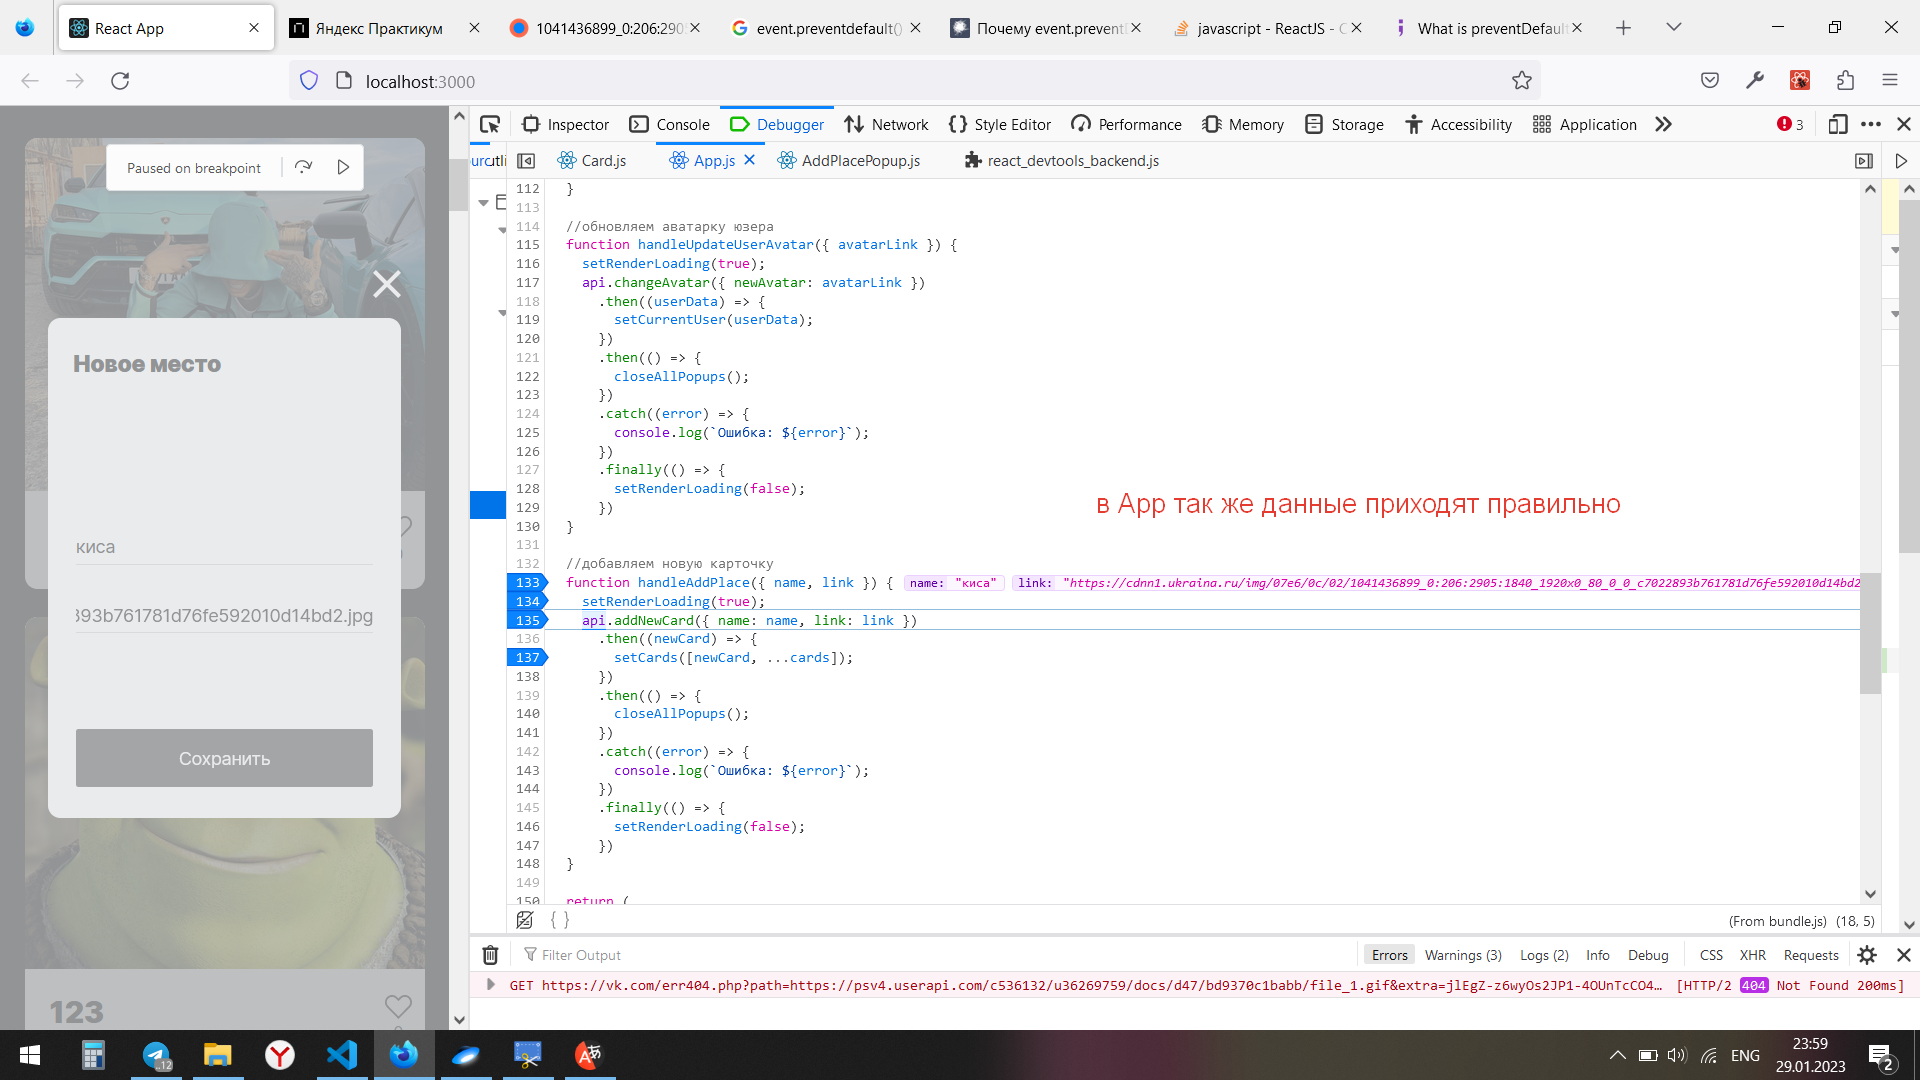 React App
Яндекс Практикум
1041436899_0:206:290
event.preventdefault()
Почему event.prevent
javascript - ReactJS - C
What is preventDefaul
localhost:3000
Paused on breakpoint
Новое место
киса
393b761781d76fe592010d14bd2.jpg
Сохранить
123
Inspector
Console
Debugger
Network
Style Editor
Performance
Memory
Storage
Accessibility
Application
3
Card.js
App.js
AddPlacePopup.js
react_devtools_backend.js
112 }
113
114 //обновляем аватарку юзера
115 function handleUpdateUserAvatar({ avatarLink }) {
116 setRenderLoading(true);
117 api.changeAvatar({ newAvatar: avatarLink })
118 .then((userData) => {
119 setCurrentUser(userData);
120 })
121 .then(() => {
122 closeAllPopups();
123 })
124 .catch((error) => {
125 console.log(`Ошибка: ${error}`);
126 })
127 .finally(() => {
128 setRenderLoading(false);
129 })
130 }
131
132 //добавляем новую карточку
133 function handleAddPlace({ name, link }) { name: "киса" link: "https://cdnn1.ukraina.ru/img/07e6/0c/02/1041436899_0:206:2905:1840_1920x0_80_0_0_c7022893b761781d76fe592010d14bd2
134 setRenderLoading(true);
135 api.addNewCard({ name: name, link: link })
136 .then((newCard) => {
137 setCards([newCard, ...cards]);
138 })
139 .then(() => {
140 closeAllPopups();
141 })
142 .catch((error) => {
143 console.log(`Ошибка: ${error}`);
144 })
145 .finally(() => {
146 setRenderLoading(false);
147 })
148 }
149
150 return (
в App так же данные приходят правильно
{ }
(From bundle.js) (18, 5)
Filter Output
Errors
Warnings (3)
Logs (2)
Info
Debug
CSS
XHR
Requests
GET https://vk.com/err404.php?path=https://psv4.userapi.com/c536132/u36269759/docs/d47/bd9370c1babb/file_1.gif&extra=jlEgZ-z6wyOs2JP1-4OUnTcCO4… [HTTP/2 404 Not Found 200ms]
12
ENG
23:59
29.01.2023
2